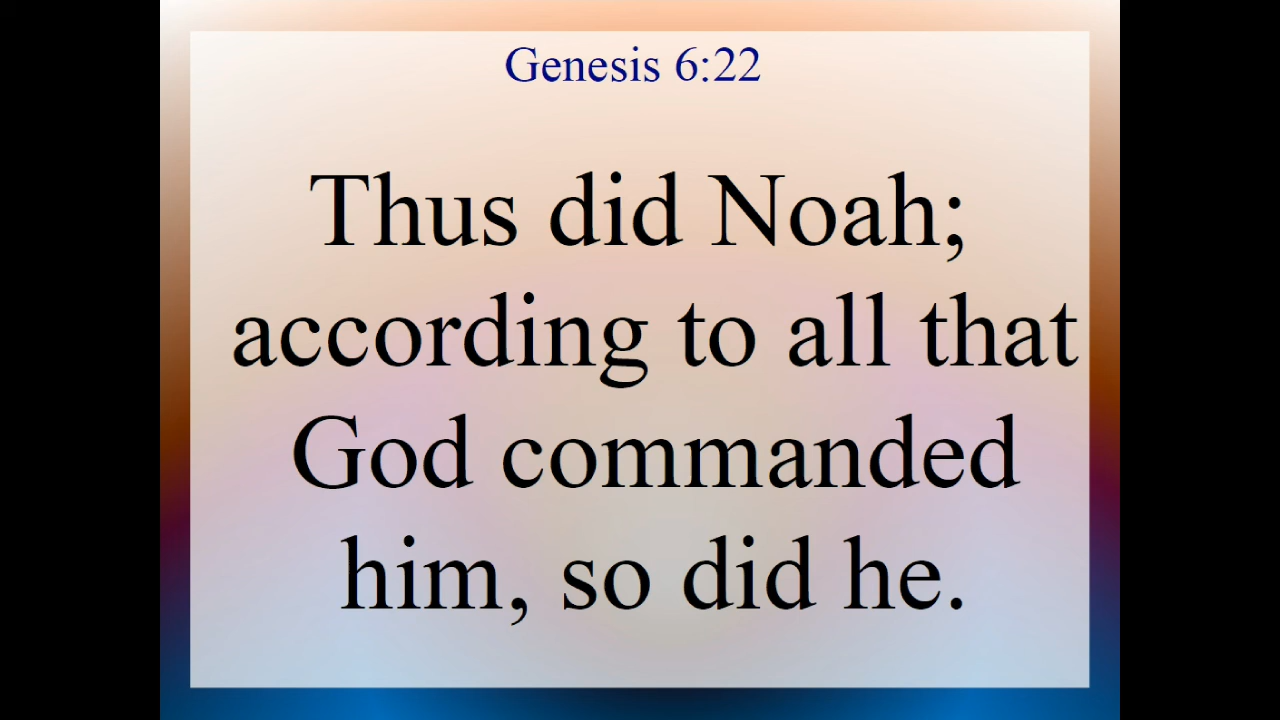 Genesis 6:22
Thus did Noah;
according to all that
God commanded
him, so did he.